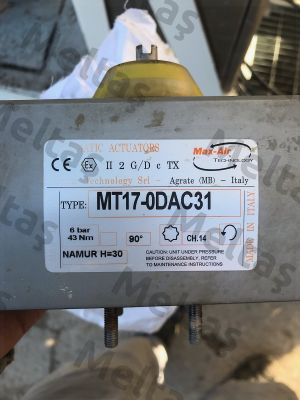 TIC ACTUATORS
Max-Air
TECHNOLOGY
CE Ex II 2 G/D c TX
Technology Srl - Agrate (MB) - Italy
TYPE: MT17-0DAC31
6 bar
43 Nm
90°
CH.14
NAMUR H=30
CAUTION: UNIT UNDER PRESSURE
BEFORE DISASSEMBLY, REFER
TO MAINTENANCE INSTRUCTIONS
MADE IN ITALY
Meltaş